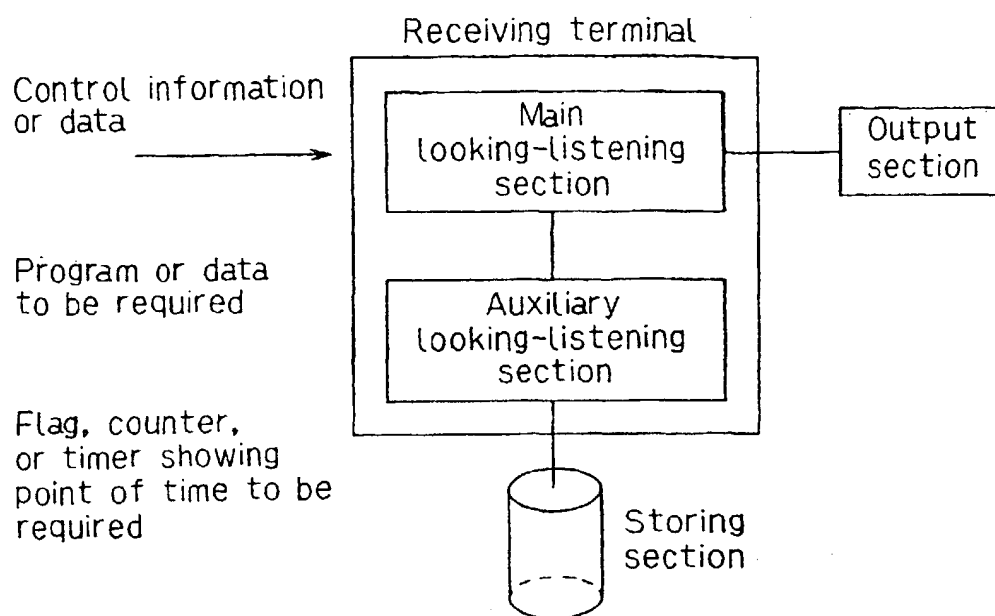 Receiving terminal
Control information
or data
Main
looking-listening
section
Output
section
Program or data
to be required
Auxiliary
looking-listening
section
Flag, counter,
or timer showing
point of time to be
required
Storing
section